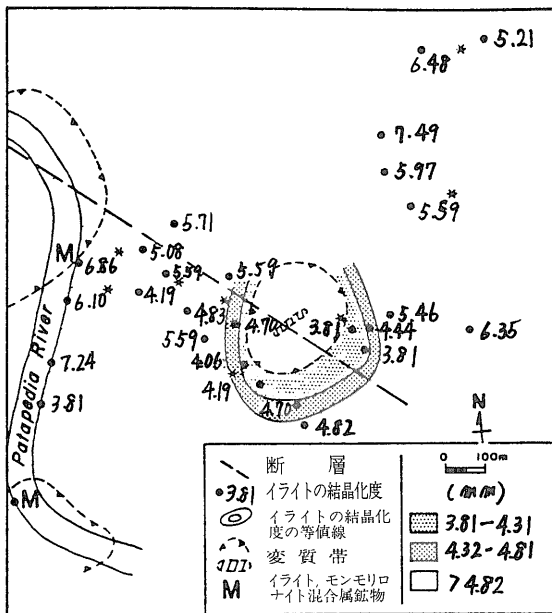 5.21
6.48 *
7.49
5.97
5.59 *
5.71
5.08
M
6.86 *
5.59 *
5.59
4.19
6.10 *
4.83 *
4.70 *
3.81 *
5.46
4.44
6.35
5.59
3.81
7.24
4.06
4.19 *
3.81
4.70
4.82
Patapedia River
M
N
断層
3.81 イライトの結晶化度
イライトの結晶化
度の等値線
変質帯
M イライト, モンモリロ
ナイト混合属鉱物
0 100m
(mm)
3.81-4.31
4.32-4.81
74.82